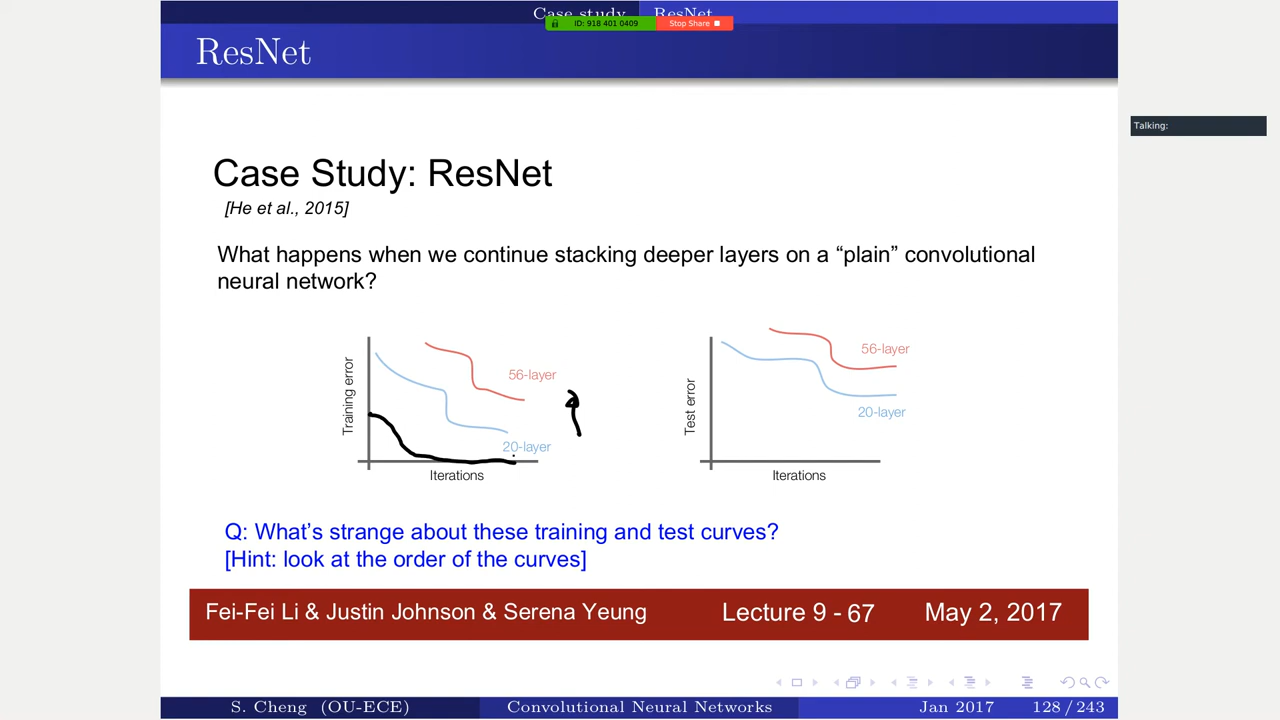 Case study ResNet
ID: 918 401 0409 Stop Share
ResNet
Talking:
Case Study: ResNet
[He et al., 2015]
What happens when we continue stacking deeper layers on a “plain” convolutional
neural network?
Training error
56-layer
20-layer
Iterations
Test error
56-layer
20-layer
Iterations
Q: What’s strange about these training and test curves?
[Hint: look at the order of the curves]
Fei-Fei Li & Justin Johnson & Serena Yeung Lecture 9 - 67 May 2, 2017
S. Cheng (OU-ECE) Convolutional Neural Networks Jan 2017 128 / 243